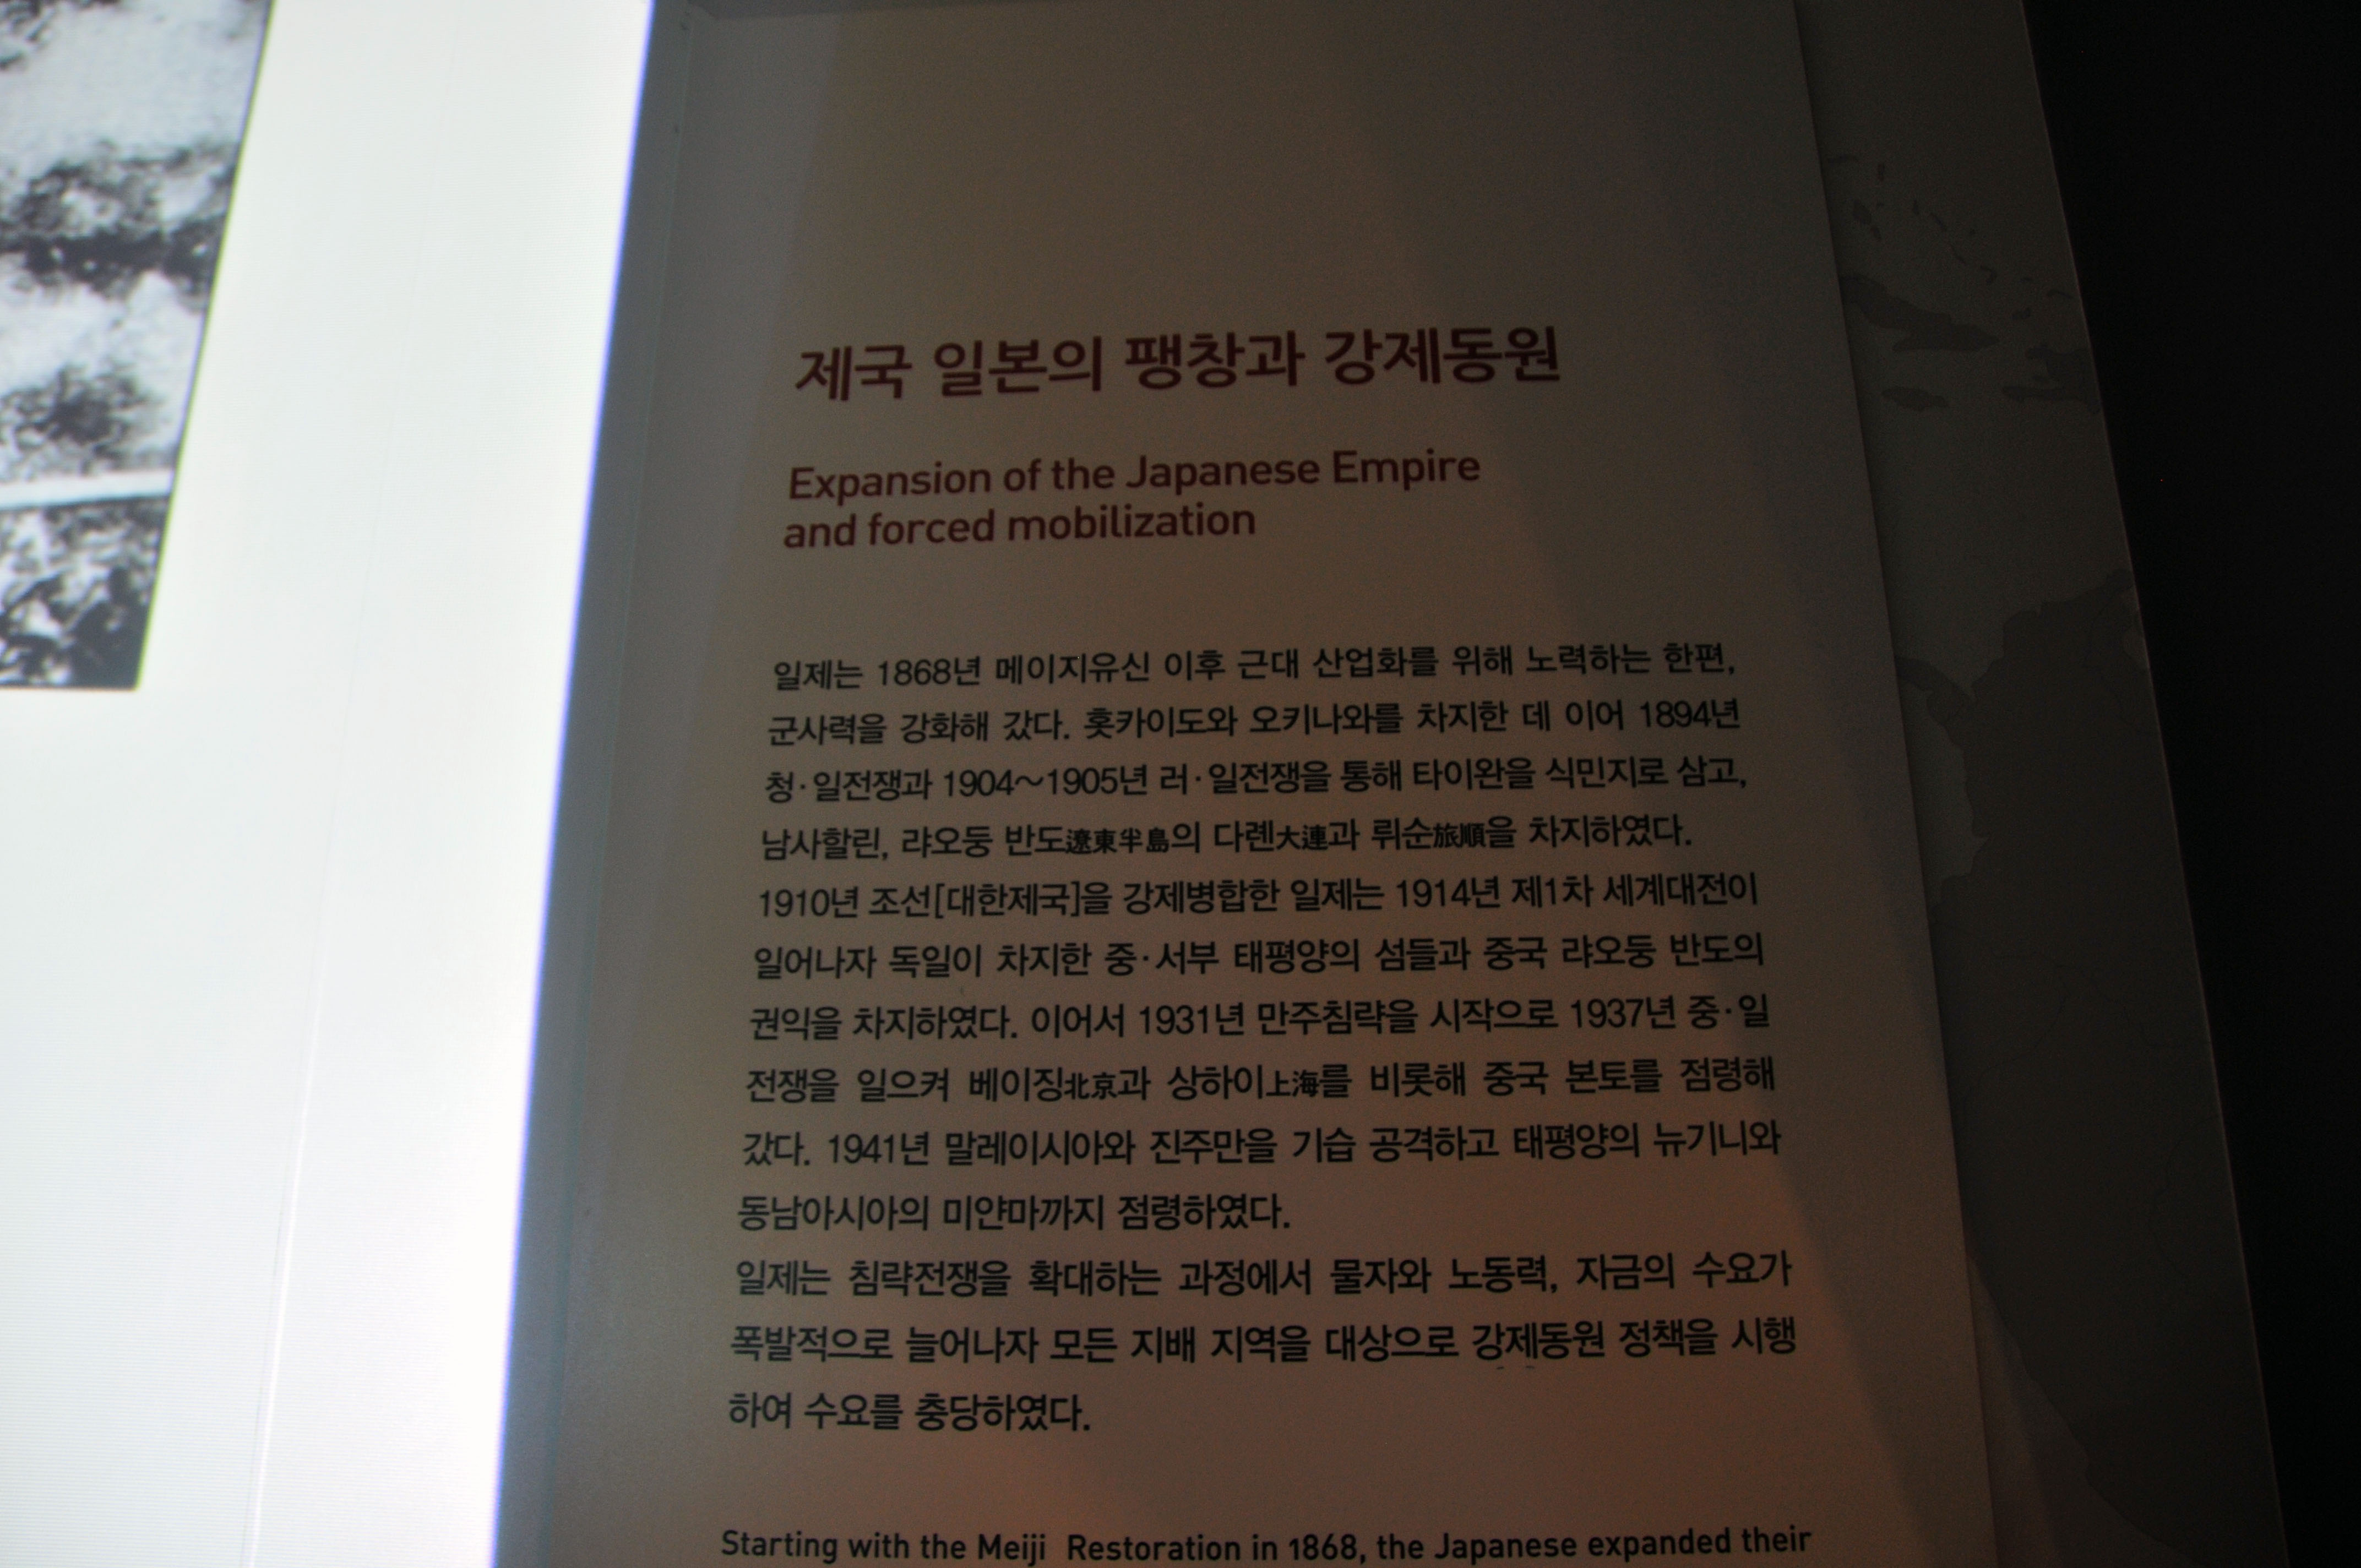 제국 일본의 팽창과 강제동원
Expansion of the Japanese Empire
and forced mobilization
일제는 1868년 메이지유신 이후 근대 산업화를 위해 노력하는 한편,
군사력을 강화해 갔다. 홋카이도와 오키나와를 차지한 데 이어 1894년
청·일전쟁과 1904~1905년 러·일전쟁을 통해 타이완을 식민지로 삼고,
남사할린, 랴오둥 반도遼東半島의 다롄大連과 뤼순旅順을 차지하였다.
1910년 조선[대한제국]을 강제병합한 일제는 1914년 제1차 세계대전이
일어나자 독일이 차지한 중·서부 태평양의 섬들과 중국 랴오둥 반도의
권익을 차지하였다. 이어서 1931년 만주침략을 시작으로 1937년 중·일
전쟁을 일으켜 베이징北京과 상하이上海를 비롯해 중국 본토를 점령해
갔다. 1941년 말레이시아와 진주만을 기습 공격하고 태평양의 뉴기니와
동남아시아의 미얀마까지 점령하였다.
일제는 침략전쟁을 확대하는 과정에서 물자와 노동력, 자금의 수요가
폭발적으로 늘어나자 모든 지배 지역을 대상으로 강제동원 정책을 시행
하여 수요를 충당하였다.
Starting with the Meiji Restoration in 1868, the Japanese expanded their